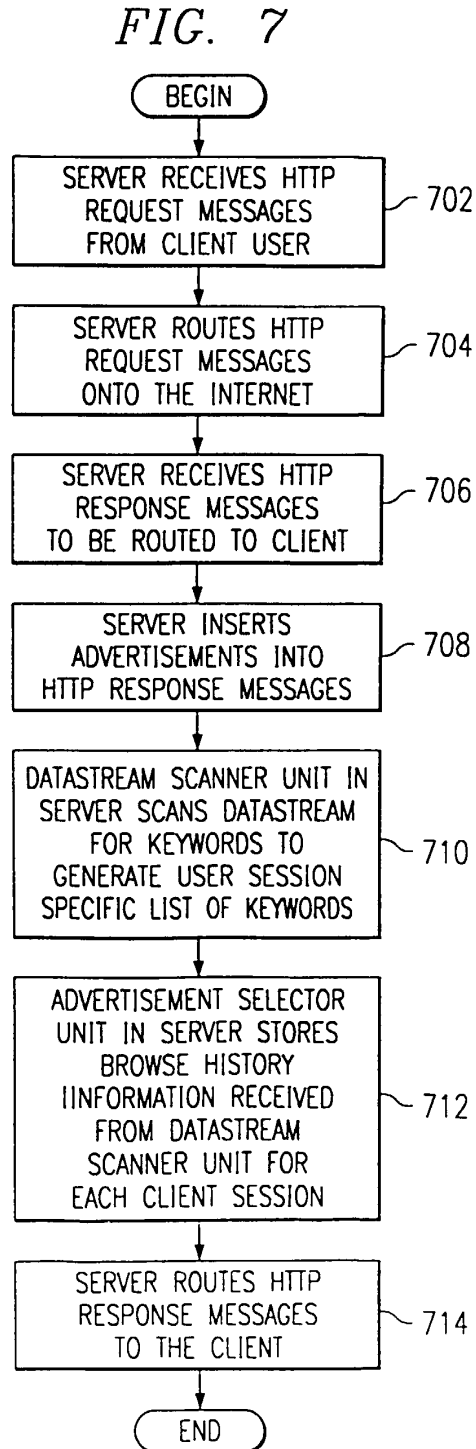 FIG. 7
BEGIN
SERVER RECEIVES HTTP
REQUEST MESSAGES
FROM CLIENT USER
702
SERVER ROUTES HTTP
REQUEST MESSAGES
ONTO THE INTERNET
704
SERVER RECEIVES HTTP
RESPONSE MESSAGES
TO BE ROUTED TO CLIENT
706
SERVER INSERTS
ADVERTISEMENTS INTO
HTTP RESPONSE MESSAGES
708
DATASTREAM SCANNER UNIT IN
SERVER SCANS DATASTREAM
FOR KEYWORDS TO
GENERATE USER SESSION
SPECIFIC LIST OF KEYWORDS
710
ADVERTISEMENT SELECTOR
UNIT IN SERVER STORES
BROWSE HISTORY
IINFORMATION RECEIVED
FROM DATASTREAM
SCANNER UNIT FOR
EACH CLIENT SESSION
712
SERVER ROUTES HTTP
RESPONSE MESSAGES
TO THE CLIENT
714
END